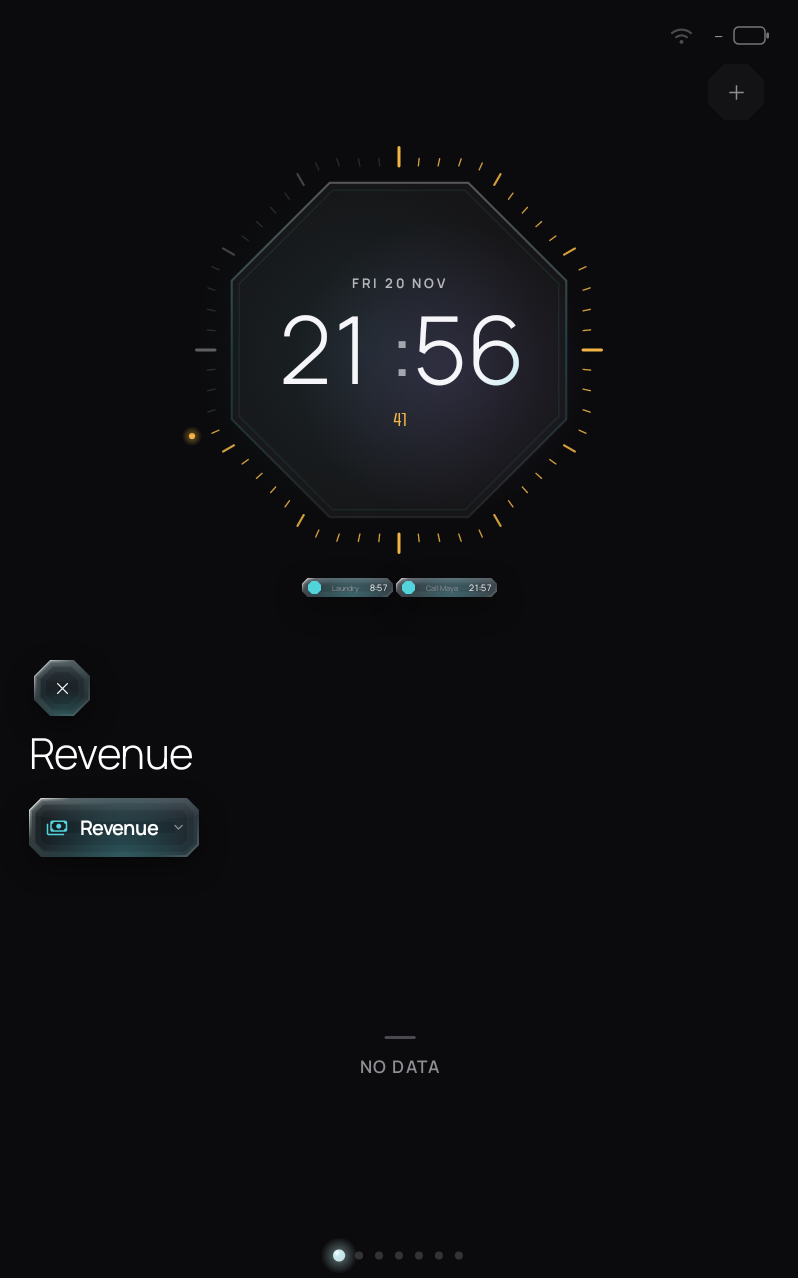 FRI 20 NOV
21:56
41
Laundry 8:57 Call Maya 21:57
Revenue
Revenue
NO DATA